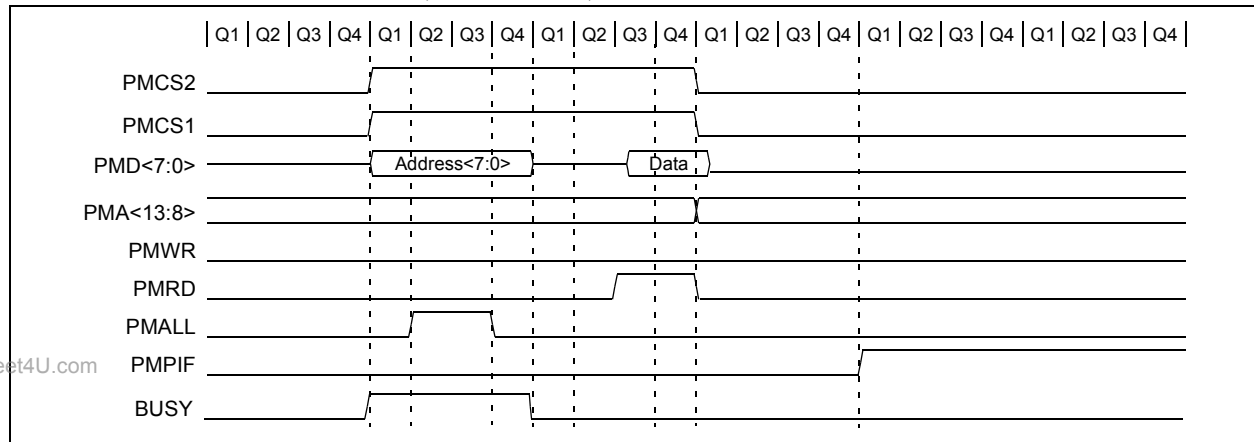 Q1 | Q2 | Q3 | Q4 | Q1 | Q2 | Q3 | Q4 | Q1 | Q2 | Q3 | Q4 | Q1 | Q2 | Q3 | Q4 | Q1 | Q2 | Q3 | Q4 | Q1 | Q2 | Q3 | Q4
PMCS2
PMCS1
PMD<7:0> Address<7:0> Data
PMA<13:8>
PMWR
PMRD
PMALL
eet4U.com PMPIF
BUSY